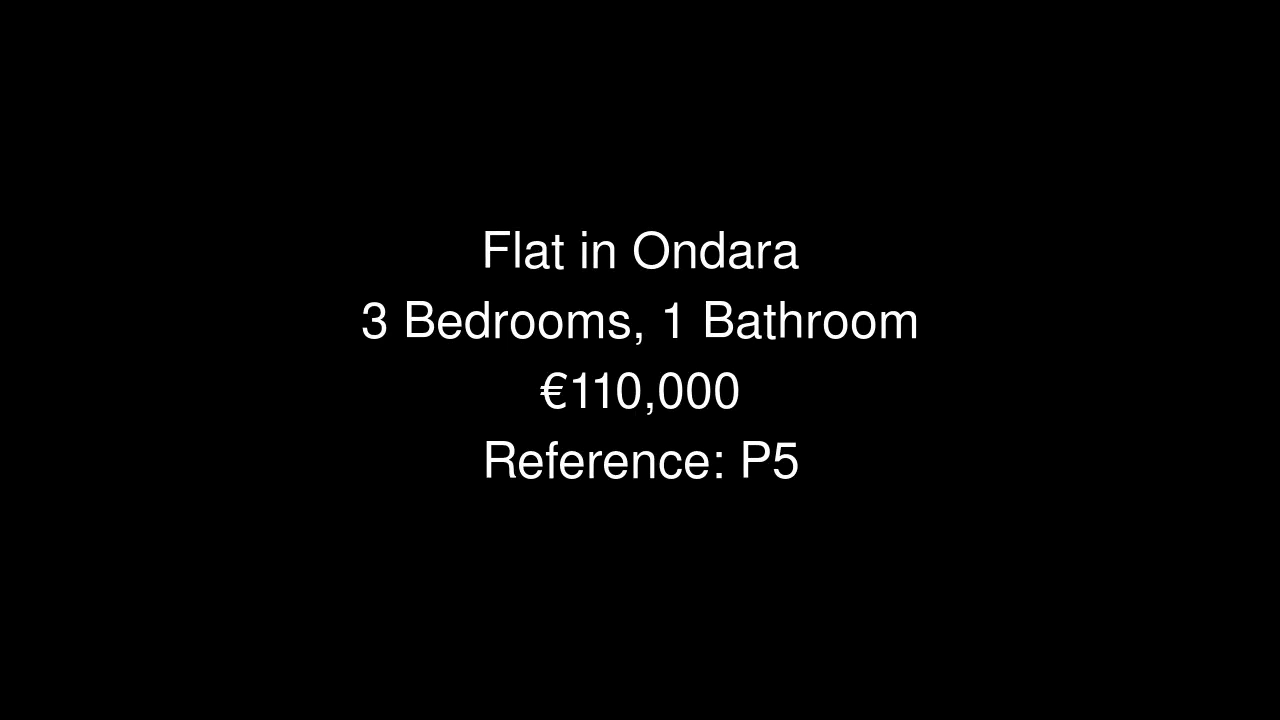 Flat in Ondara
3 Bedrooms, 1 Bathroom
€110,000
Reference: P5